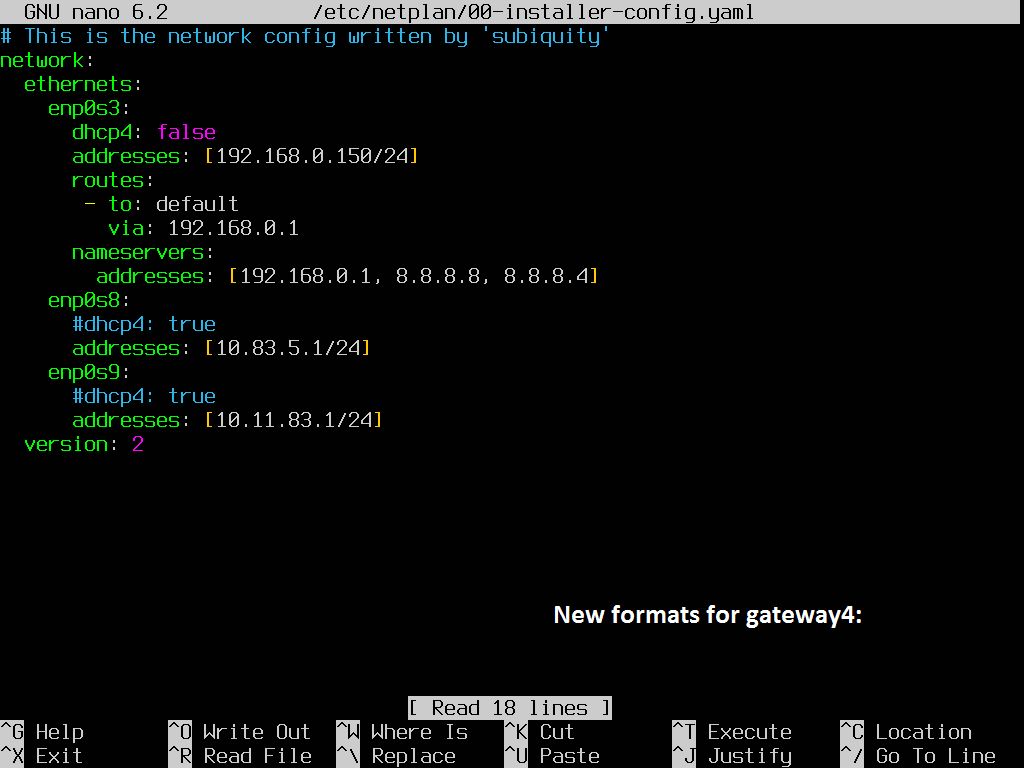 GNU nano 6.2 /etc/netplan/00-installer-config.yaml
# This is the network config written by 'subiquity'
network:
  ethernets:
    enp0s3:
      dhcp4: false
      addresses: [192.168.0.150/24]
      routes:
       - to: default
         via: 192.168.0.1
      nameservers:
        addresses: [192.168.0.1, 8.8.8.8, 8.8.8.4]
    enp0s8:
      #dhcp4: true
      addresses: [10.83.5.1/24]
    enp0s9:
      #dhcp4: true
      addresses: [10.11.83.1/24]
  version: 2
New formats for gateway4:
[ Read 18 lines ]
^G Help ^O Write Out ^W Where Is ^K Cut ^T Execute ^C Location
^X Exit ^R Read File ^\ Replace ^U Paste ^J Justify ^/ Go To Line